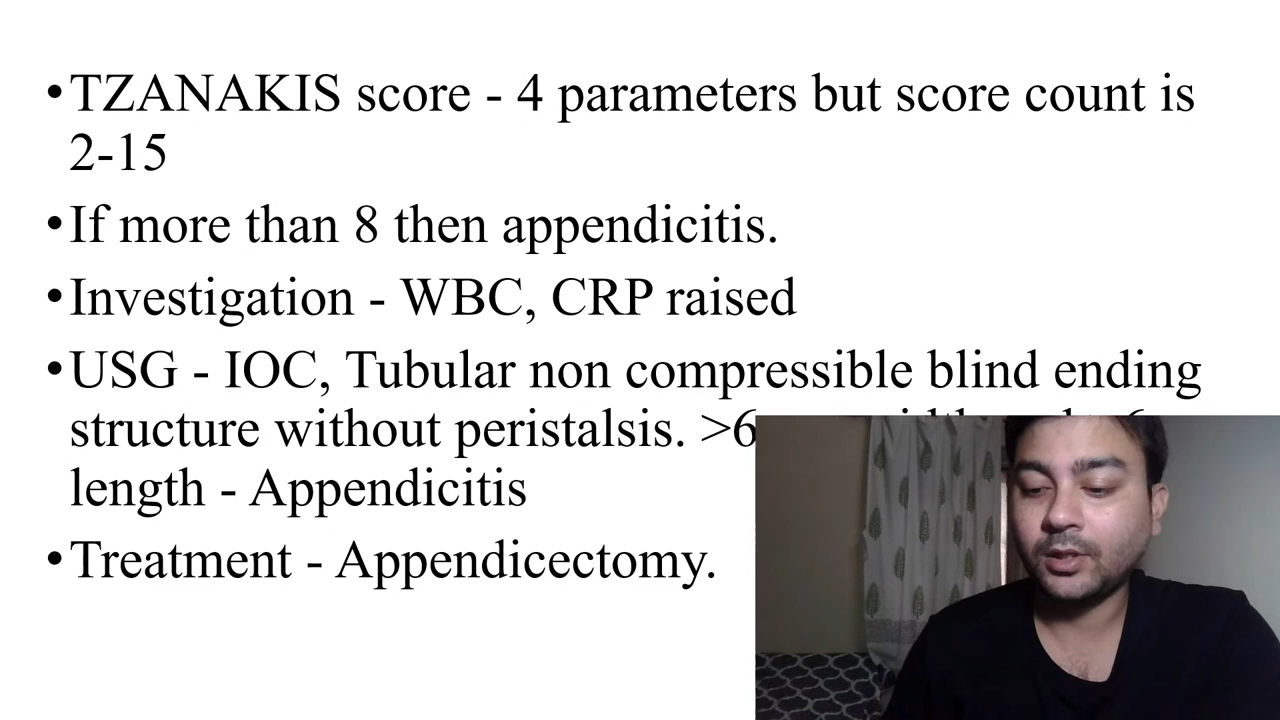 •TZANAKIS score - 4 parameters but score count is
2-15
•If more than 8 then appendicitis.
•Investigation - WBC, CRP raised
•USG - IOC, Tubular non compressible blind ending
structure without peristalsis. >6
length - Appendicitis
•Treatment - Appendicectomy.